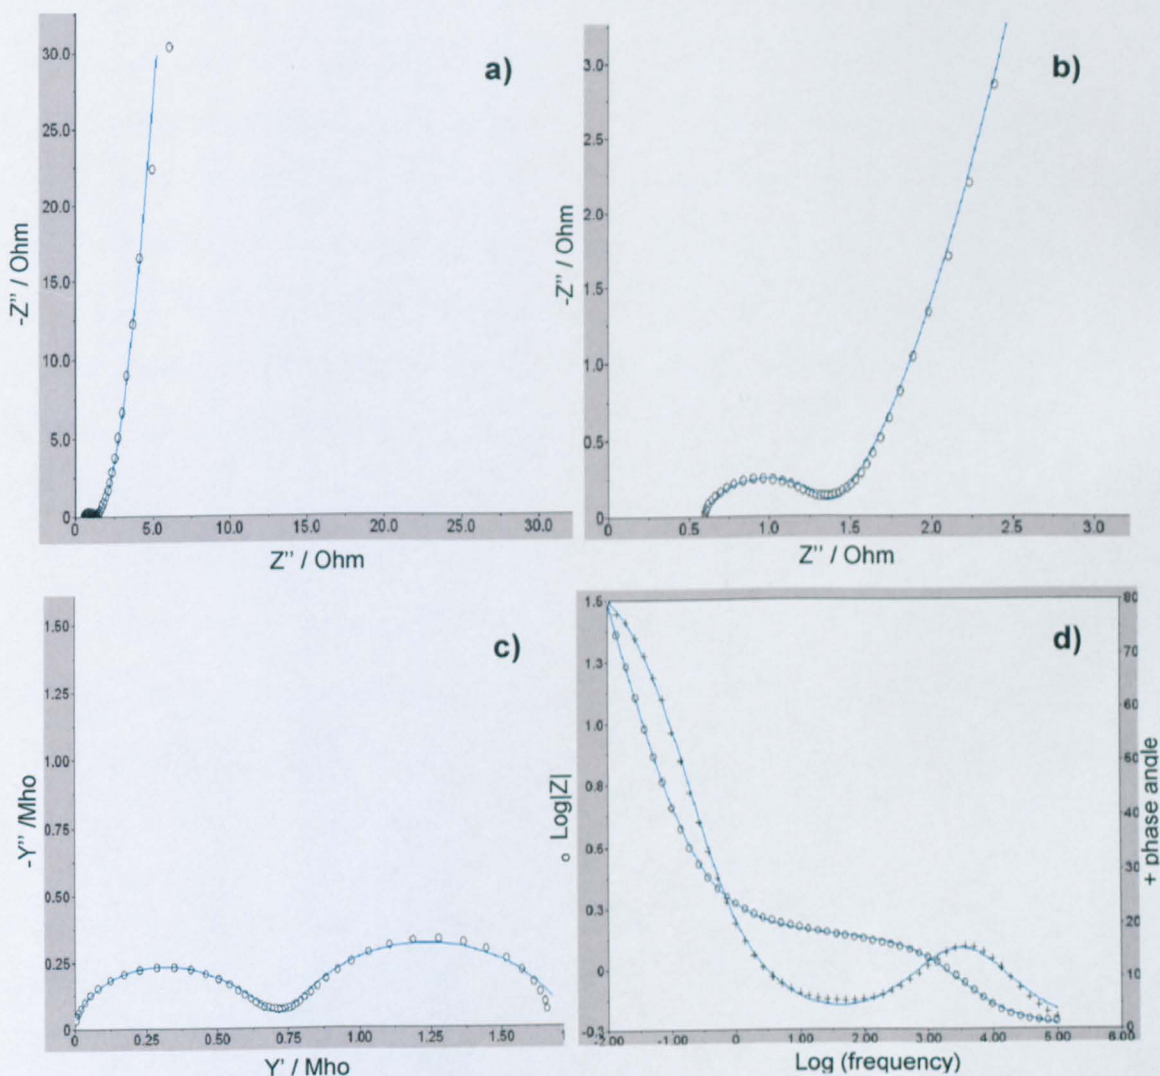 a)
30.0
25.0
20.0
15.0
10.0
5.0
0
-Z'' / Ohm
0 5.0 10.0 15.0 20.0 25.0 30.0
Z'' / Ohm
b)
3.0
2.5
2.0
1.5
1.0
0.5
0
-Z'' / Ohm
0 0.5 1.0 1.5 2.0 2.5 3.0
Z'' / Ohm
c)
1.50
1.25
1.00
0.75
0.50
0.25
0
-Y'' /Mho
0 0.25 0.50 0.75 1.00 1.25 1.50
Y' / Mho
d)
1.3
1.0
0.8
0.6
0.3
0
-0.3
o Log|Z|
80
70
60
50
40
30
20
10
0
+ phase angle
-2.00 -1.00 0 1.00 2.00 3.00 4.00 5.00 6.00
Log (frequency)